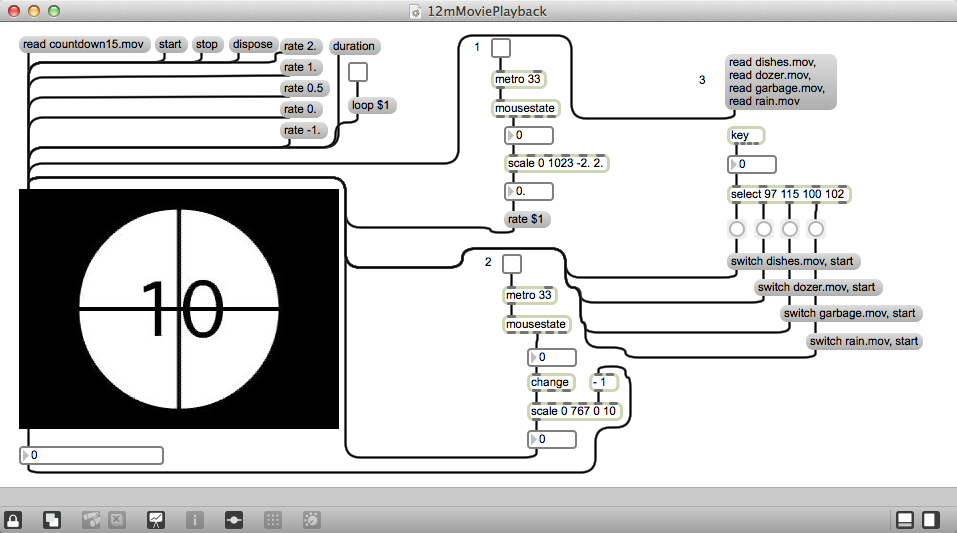 12mMoviePlayback
read countdown15.mov
start
stop
dispose
rate 2.
duration
rate 1.
rate 0.5
loop $1
rate 0.
rate -1.
1
metro 33
mousestate
0
scale 0 1023 -2. 2.
0.
rate $1
3
read dishes.mov,
read dozer.mov,
read garbage.mov,
read rain.mov
key
0
select 97 115 100 102
switch dishes.mov, start
switch dozer.mov, start
switch garbage.mov, start
switch rain.mov, start
10
2
metro 33
mousestate
0
change
- 1
scale 0 767 0 10
0
0